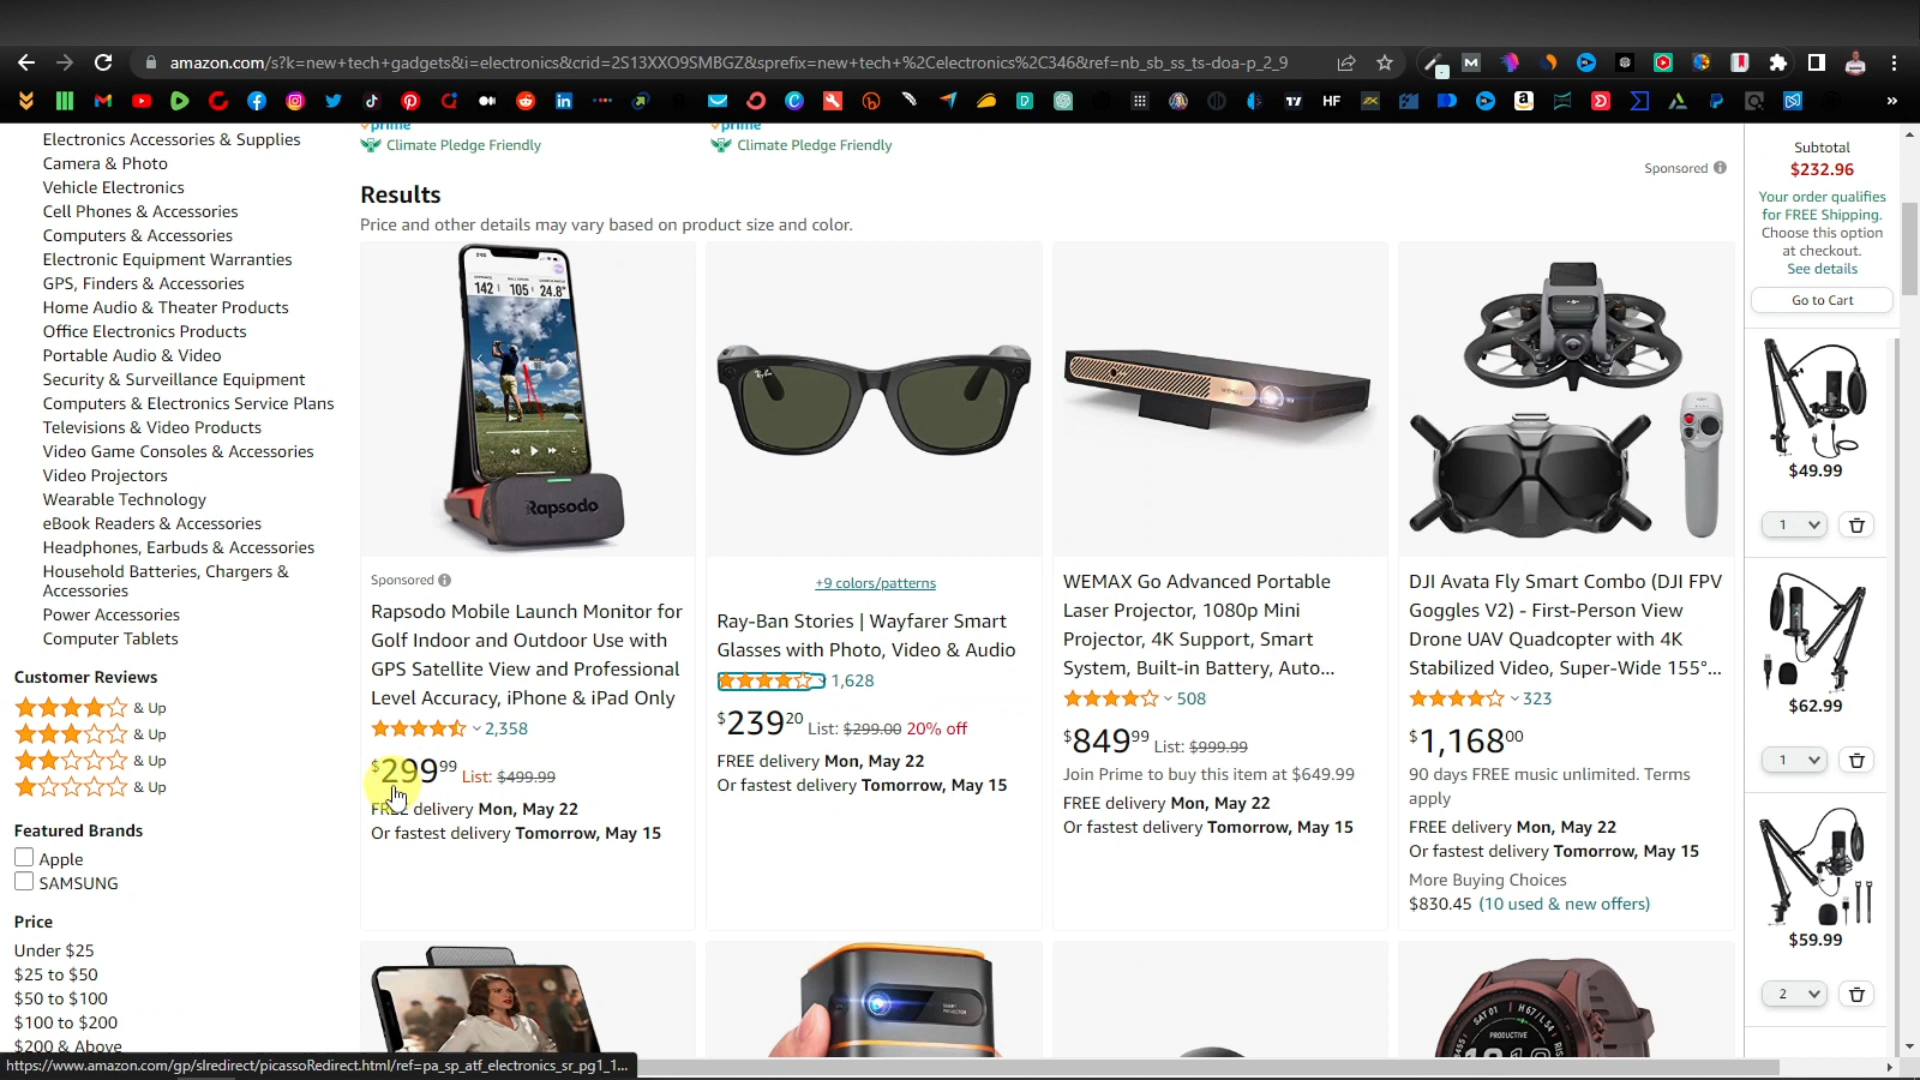 amazon.com/s?k=new+tech+gadgets&i=electronics&crid=2S13XXO9SMBGZ&sprefix=new+tech+%2Celectronics%2C346&ref=nb_sb_ss_ts-doa-p_2_9
HF
Electronics Accessories & Supplies
Camera & Photo
Vehicle Electronics
Cell Phones & Accessories
Computers & Accessories
Electronic Equipment Warranties
GPS, Finders & Accessories
Home Audio & Theater Products
Office Electronics Products
Portable Audio & Video
Security & Surveillance Equipment
Computers & Electronics Service Plans
Televisions & Video Products
Video Game Consoles & Accessories
Video Projectors
Wearable Technology
eBook Readers & Accessories
Headphones, Earbuds & Accessories
Household Batteries, Chargers &
Accessories
Power Accessories
Computer Tablets
Customer Reviews
& Up
& Up
& Up
& Up
Featured Brands
Apple
SAMSUNG
Price
Under $25
$25 to $50
$50 to $100
$100 to $200
$200 & Above
https://www.amazon.com/gp/slredirect/picassoRedirect.html/ref=pa_sp_atf_electronics_sr_pg1_1...
prime
Climate Pledge Friendly
prime
Climate Pledge Friendly
Sponsored
Results
Price and other details may vary based on product size and color.
142 105 24.8°
Rapsodo
Sponsored
Rapsodo Mobile Launch Monitor for
Golf Indoor and Outdoor Use with
GPS Satellite View and Professional
Level Accuracy, iPhone & iPad Only
2,358
$299.99 List: $499.99
FREE delivery Mon, May 22
Or fastest delivery Tomorrow, May 15
Ray-Ban
+9 colors/patterns
Ray-Ban Stories | Wayfarer Smart
Glasses with Photo, Video & Audio
1,628
$239.20 List: $299.00 20% off
FREE delivery Mon, May 22
Or fastest delivery Tomorrow, May 15
WEMAX
WEMAX Go Advanced Portable
Laser Projector, 1080p Mini
Projector, 4K Support, Smart
System, Built-in Battery, Auto...
508
$849.99 List: $999.99
Join Prime to buy this item at $649.99
FREE delivery Mon, May 22
Or fastest delivery Tomorrow, May 15
DJI Avata Fly Smart Combo (DJI FPV
Goggles V2) - First-Person View
Drone UAV Quadcopter with 4K
Stabilized Video, Super-Wide 155°...
323
$1,168.00
90 days FREE music unlimited. Terms
apply
FREE delivery Mon, May 22
Or fastest delivery Tomorrow, May 15
More Buying Choices
$830.45 (10 used & new offers)
SAT 01 H 67/L 54
PRODUCTIVE
Subtotal
$232.96
Your order qualifies
for FREE Shipping.
Choose this option
at checkout.
See details
Go to Cart
$49.99
1
$62.99
1
$59.99
2